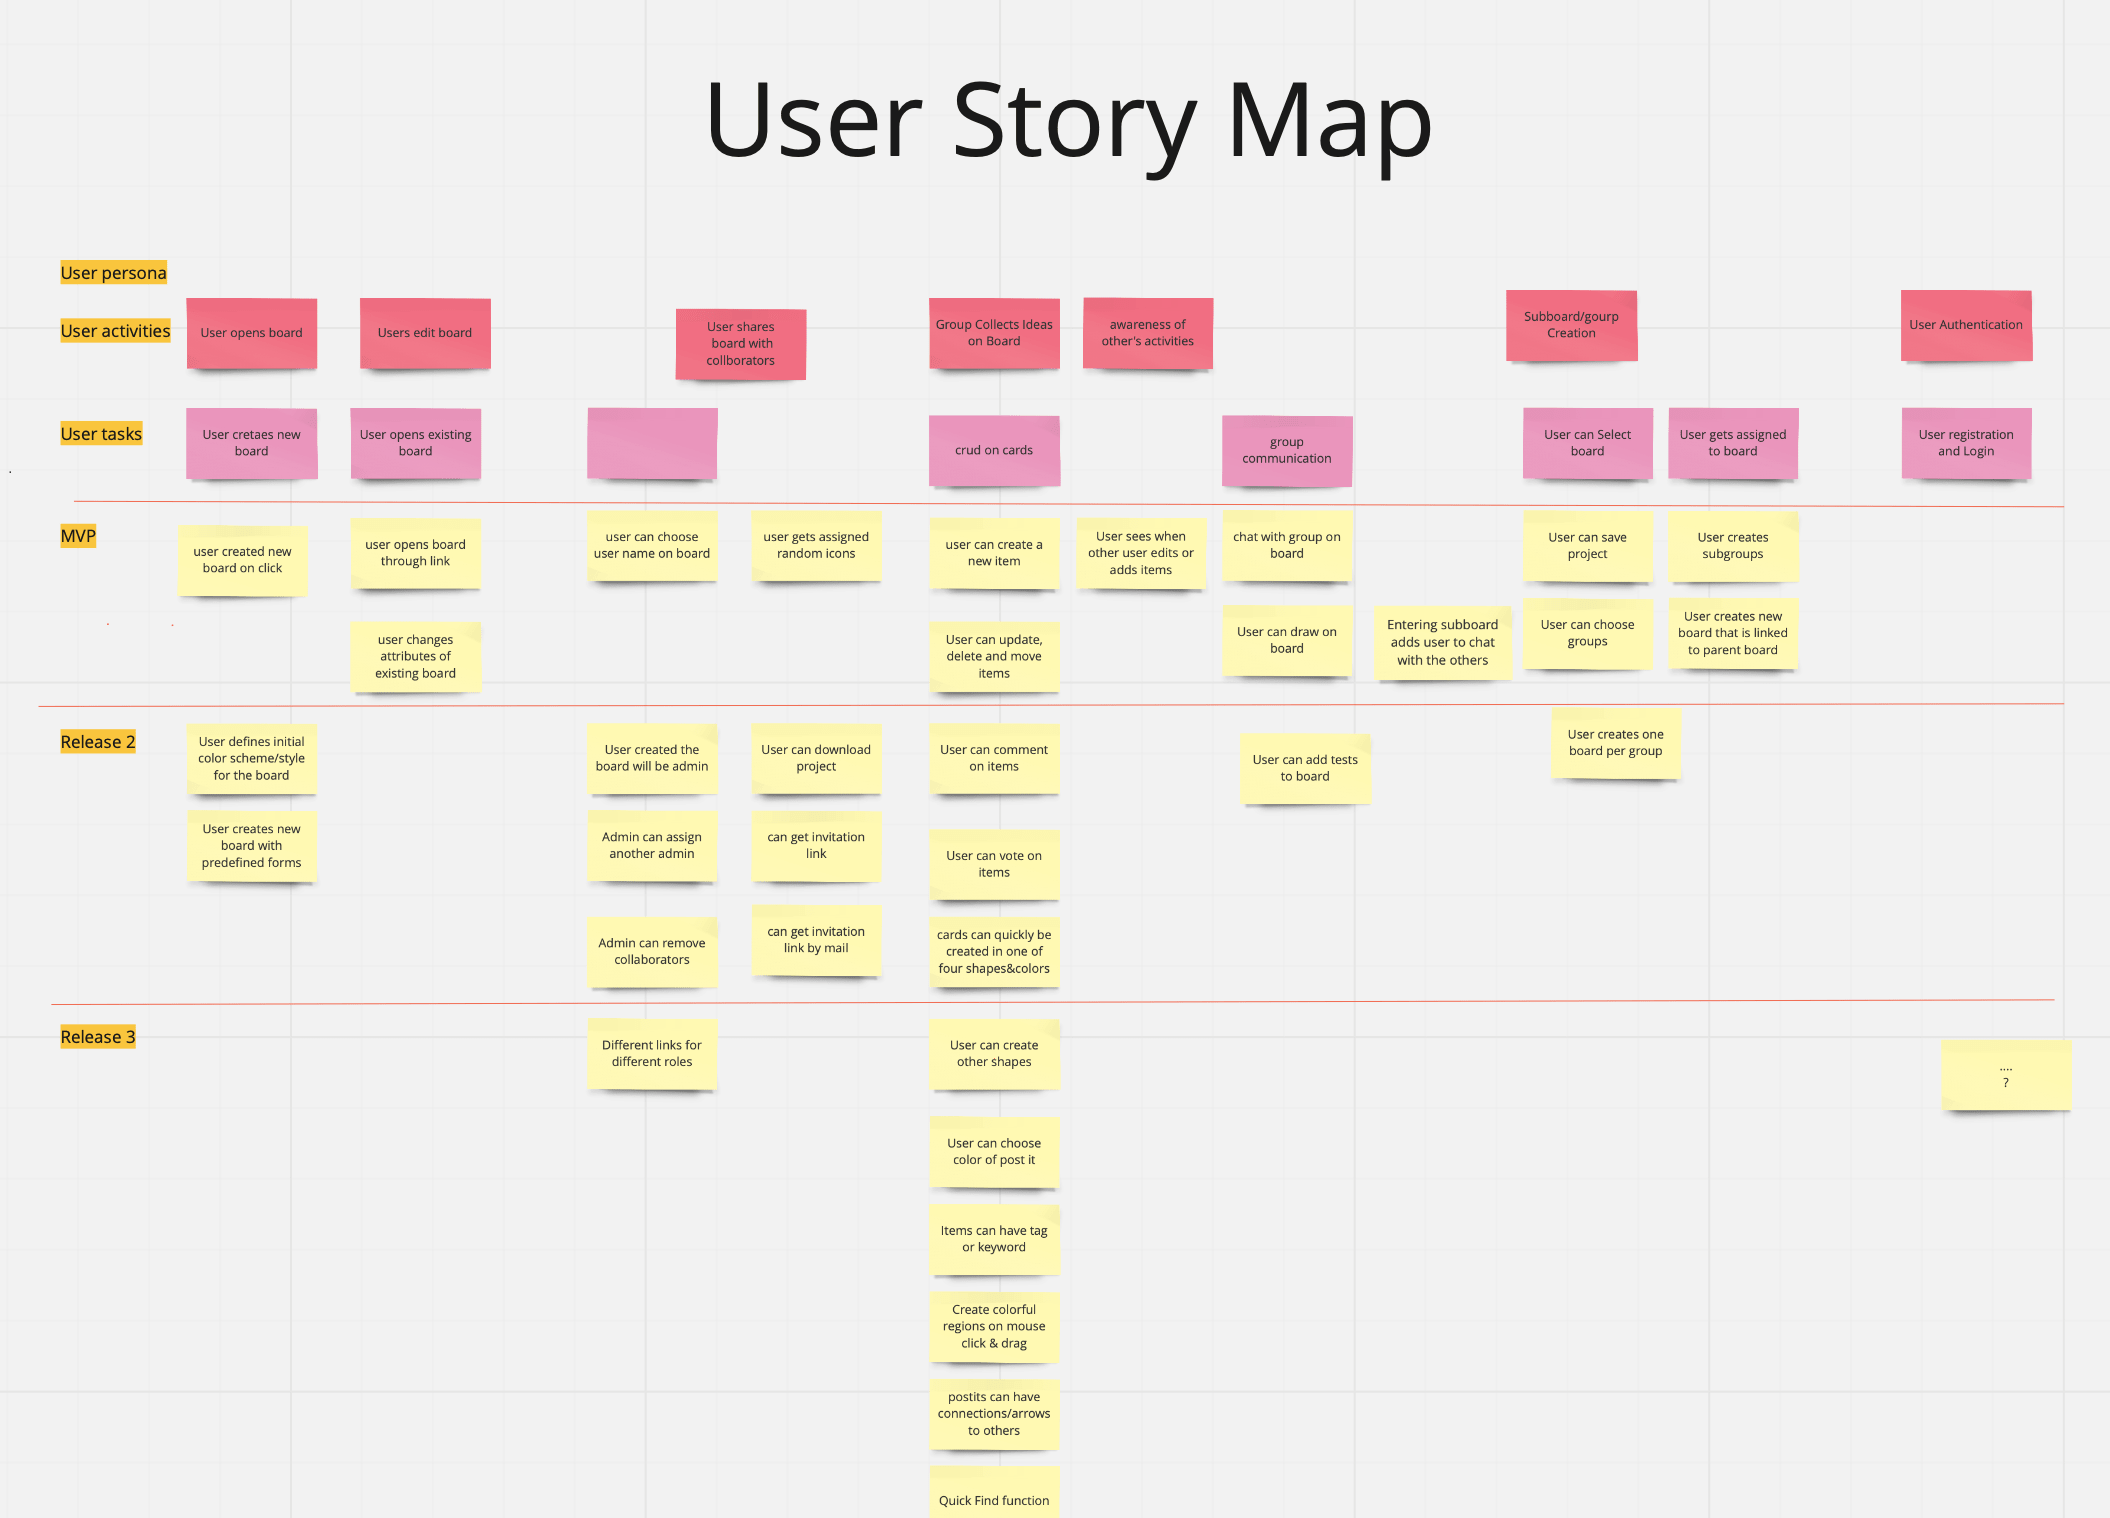 User Story Map
User persona
User activities
User opens board
Users edit board
User shares
board with
collborators
Group Collects Ideas
on Board
awareness of
other's activities
Subboard/gourp
Creation
User Authentication
User tasks
User cretaes new
board
User opens existing
board
crud on cards
group
communication
User can Select
board
User gets assigned
to board
User registration
and Login
MVP
user created new
board on click
user opens board
through link
user can choose
user name on board
user gets assigned
random icons
user can create a
new item
User sees when
other user edits or
adds items
chat with group on
board
User can save
project
User creates
subgroups
user changes
attributes of
existing board
User can update,
delete and move
items
User can draw on
board
Entering subboard
adds user to chat
with the others
User can choose
groups
User creates new
board that is linked
to parent board
Release 2
User defines initial
color scheme/style
for the board
User created the
board will be admin
User can download
project
User can comment
on items
User can add tests
to board
User creates one
board per group
User creates new
board with
predefined forms
Admin can assign
another admin
can get invitation
link
User can vote on
items
Admin can remove
collaborators
can get invitation
link by mail
cards can quickly be
created in one of
four shapes&colors
Release 3
Different links for
different roles
User can create
other shapes
....
?
User can choose
color of post it
Items can have tag
or keyword
Create colorful
regions on mouse
click & drag
postits can have
connections/arrows
to others
Quick Find function